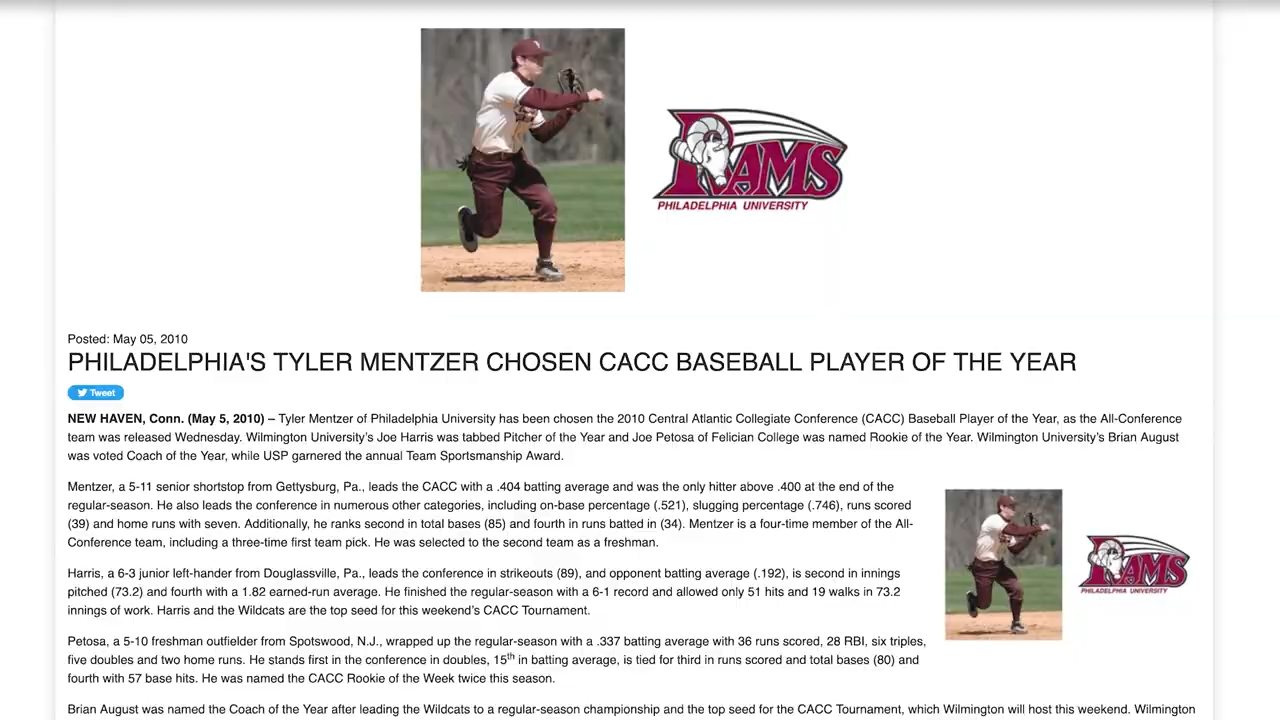 RAMS
PHILADELPHIA UNIVERSITY
Posted: May 05, 2010
PHILADELPHIA'S TYLER MENTZER CHOSEN CACC BASEBALL PLAYER OF THE YEAR
Tweet
NEW HAVEN, Conn. (May 5, 2010) – Tyler Mentzer of Philadelphia University has been chosen the 2010 Central Atlantic Collegiate Conference (CACC) Baseball Player of the Year, as the All-Conference
team was released Wednesday. Wilmington University's Joe Harris was tabbed Pitcher of the Year and Joe Petosa of Felician College was named Rookie of the Year. Wilmington University's Brian August
was voted Coach of the Year, while USP garnered the annual Team Sportsmanship Award.
Mentzer, a 5-11 senior shortstop from Gettysburg, Pa., leads the CACC with a .404 batting average and was the only hitter above .400 at the end of the
regular-season. He also leads the conference in numerous other categories, including on-base percentage (.521), slugging percentage (.746), runs scored
(39) and home runs with seven. Additionally, he ranks second in total bases (85) and fourth in runs batted in (34). Mentzer is a four-time member of the All-
Conference team, including a three-time first team pick. He was selected to the second team as a freshman.
RAMS
PHILADELPHIA UNIVERSITY
Harris, a 6-3 junior left-hander from Douglassville, Pa., leads the conference in strikeouts (89), and opponent batting average (.192), is second in innings
pitched (73.2) and fourth with a 1.82 earned-run average. He finished the regular-season with a 6-1 record and allowed only 51 hits and 19 walks in 73.2
innings of work. Harris and the Wildcats are the top seed for this weekend's CACC Tournament.
Petosa, a 5-10 freshman outfielder from Spotswood, N.J., wrapped up the regular-season with a .337 batting average with 36 runs scored, 28 RBI, six triples,
five doubles and two home runs. He stands first in the conference in doubles, 15th in batting average, is tied for third in runs scored and total bases (80) and
fourth with 57 base hits. He was named the CACC Rookie of the Week twice this season.
Brian August was named the Coach of the Year after leading the Wildcats to a regular-season championship and the top seed for the CACC Tournament, which Wilmington will host this weekend. Wilmington